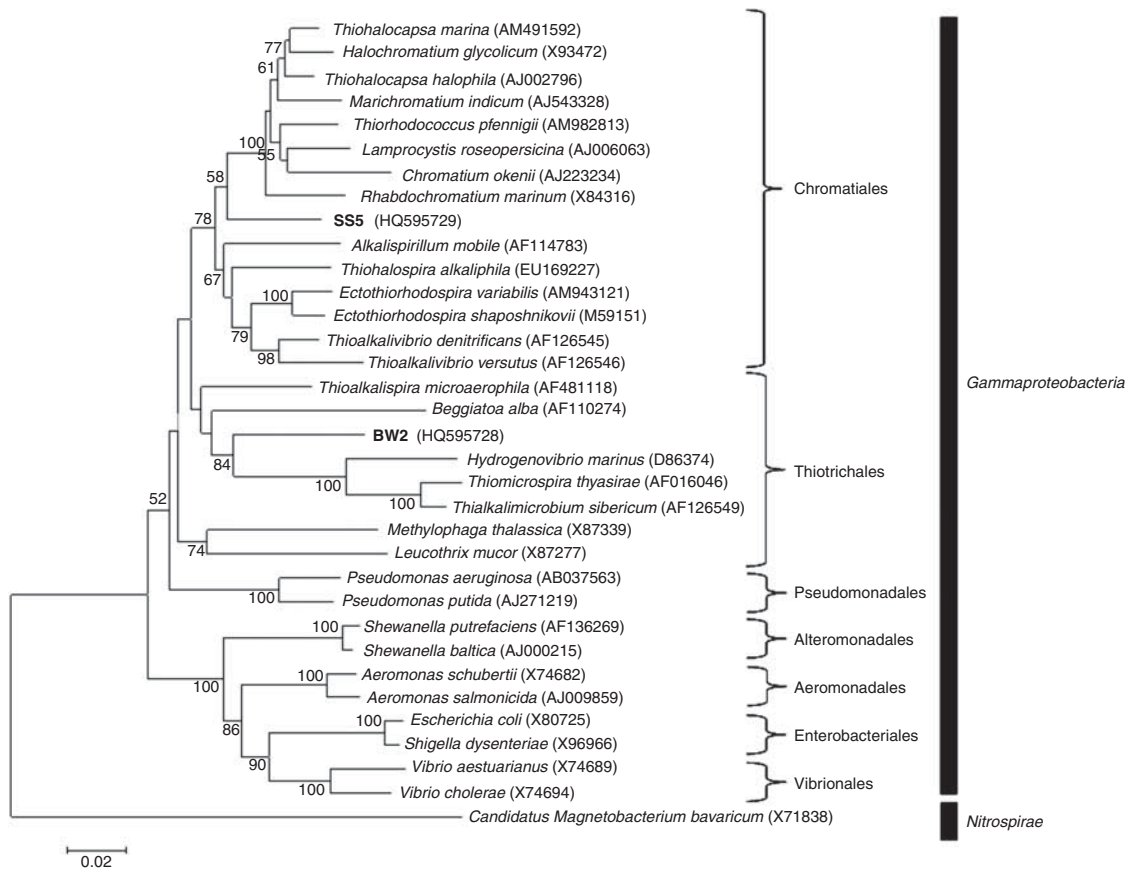 Thiohalocapsa marina (AM491592)
77
Halochromatium glycolicum (X93472)
61
Thiohalocapsa halophila (AJ002796)
Marichromatium indicum (AJ543328)
Thiorhodococcus pfennigii (AM982813)
100
55
Lamprocystis roseopersicina (AJ006063)
58
Chromatium okenii (AJ223234)
Chromatiales
Rhabdochromatium marinum (X84316)
78
SS5 (HQ595729)
Alkalispirillum mobile (AF114783)
67
Thiohalospira alkaliphila (EU169227)
100
Ectothiorhodospira variabilis (AM943121)
Ectothiorhodospira shaposhnikovii (M59151)
79
Thioalkalivibrio denitrificans (AF126545)
98
Thioalkalivibrio versutus (AF126546)
Thioalkalispira microaerophila (AF481118)
Gammaproteobacteria
Beggiatoa alba (AF110274)
BW2 (HQ595728)
84
Hydrogenovibrio marinus (D86374)
Thiotrichales
100
Thiomicrospira thyasirae (AF016046)
52
100
Thialkalimicrobium sibericum (AF126549)
Methylophaga thalassica (X87339)
74
Leucothrix mucor (X87277)
Pseudomonas aeruginosa (AB037563)
100
Pseudomonadales
Pseudomonas putida (AJ271219)
100
Shewanella putrefaciens (AF136269)
Alteromonadales
Shewanella baltica (AJ000215)
100
100
Aeromonas schubertii (X74682)
Aeromonadales
Aeromonas salmonicida (AJ009859)
86
100
Escherichia coli (X80725)
Enterobacteriales
Shigella dysenteriae (X96966)
90
Vibrio aestuarianus (X74689)
Vibrionales
100
Vibrio cholerae (X74694)
Candidatus Magnetobacterium bavaricum (X71838)
Nitrospirae
0.02